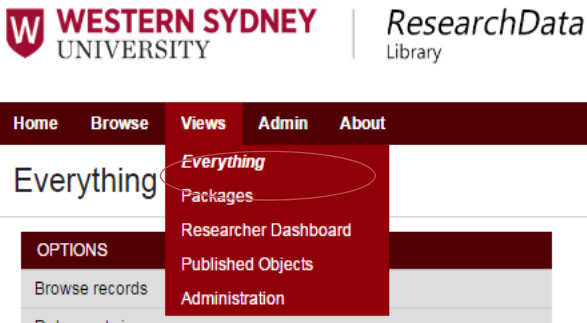 W WESTERN SYDNEY
UNIVERSITY
ResearchData
Library
Home Browse Views Admin About
Everything
Everything
Packages
Researcher Dashboard
Published Objects
Administration
OPTIONS
Browse records